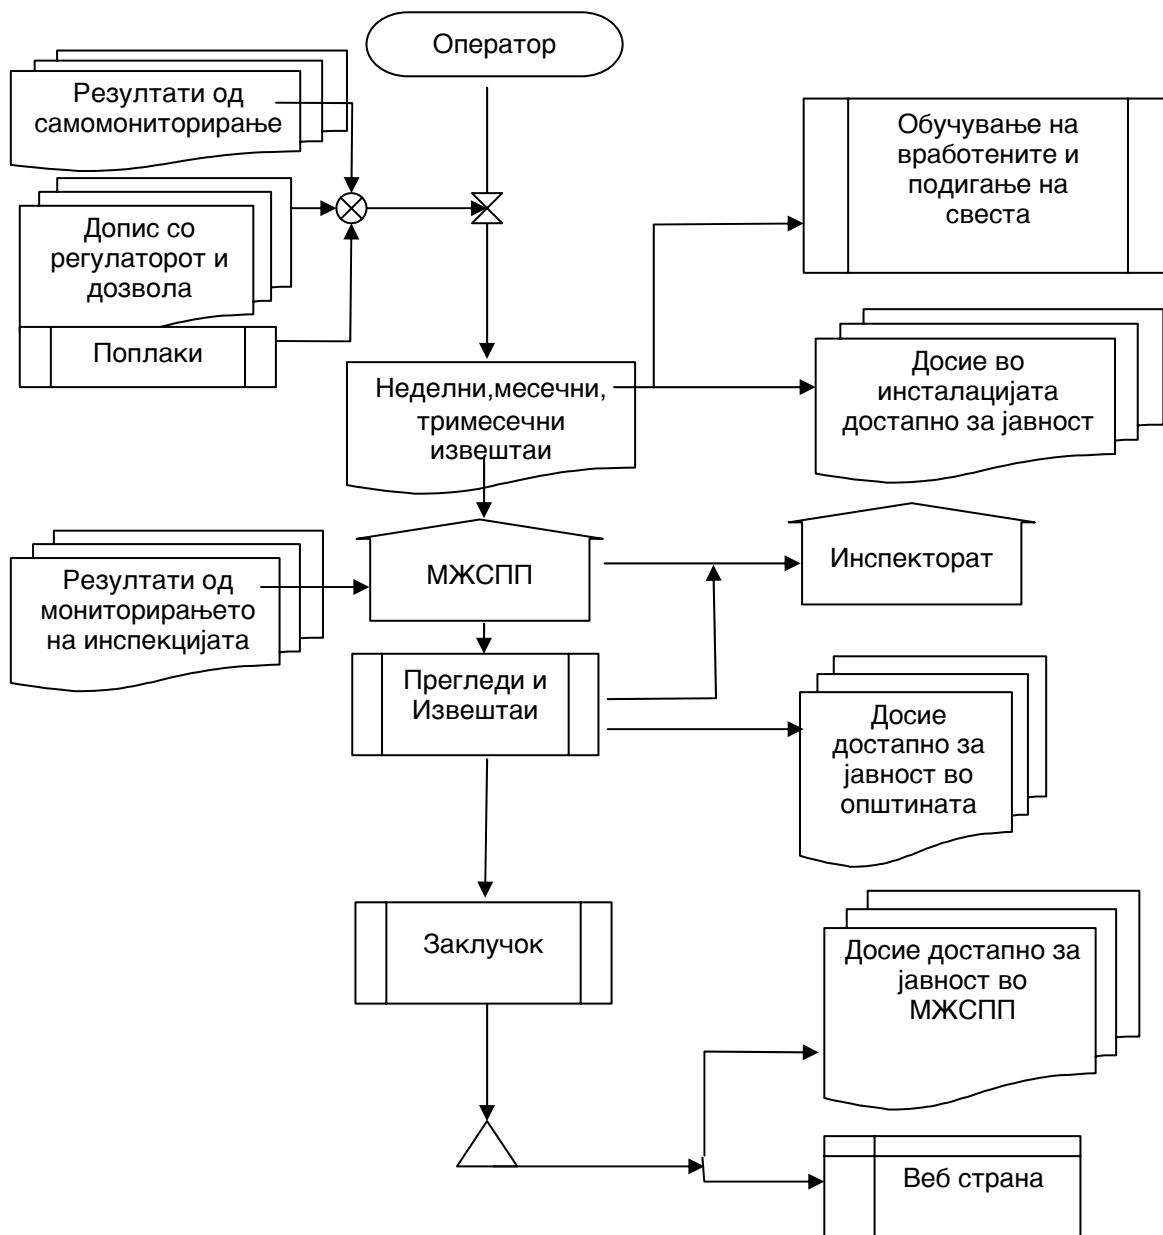 Оператор
Резултати од
самомониторирање
Обучување на
вработените и
подигање на
свеста
Допис со
регулаторот и
дозвола
Поплаки
Неделни,месечни,
тримесечни
извештаи
Досие во
инсталацијата
достапно за јавност
Резултати од
мониторирањето
на инспекцијата
МЖСПП
Инспекторат
Прегледи и
Извештаи
Досие
достапно за
јавност во
општината
Заклучок
Досие достапно за
јавност во
МЖСПП
Веб страна